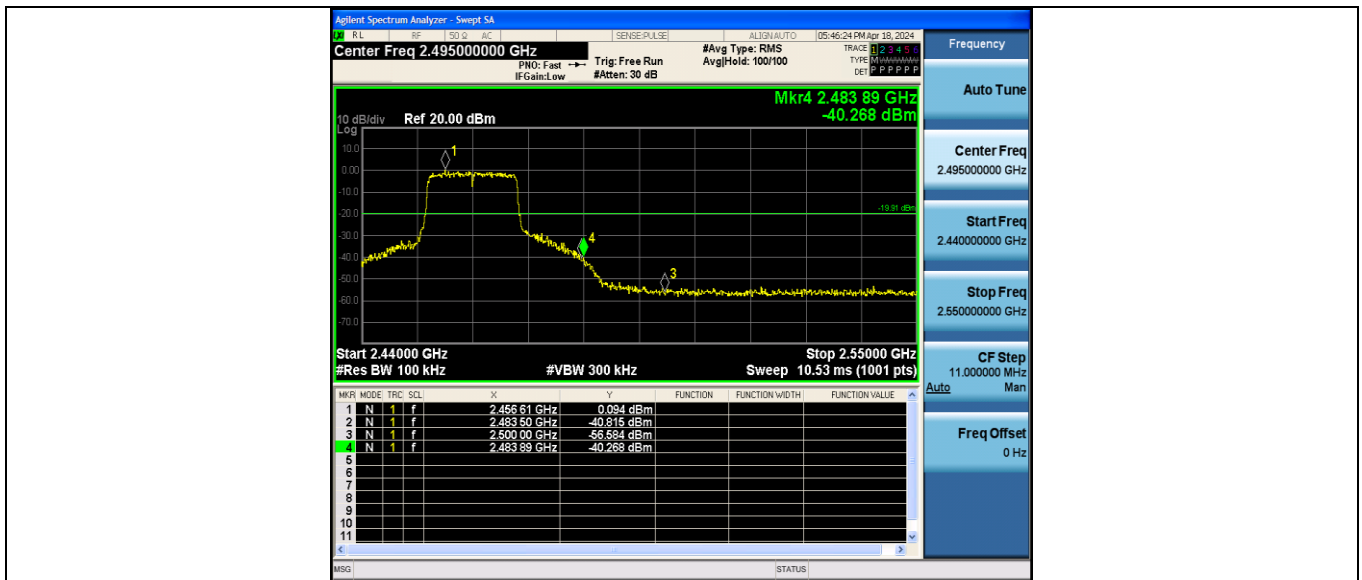 Agilent Spectrum Analyzer - Swept SA
RL RF 50 Ω AC SENSE:PULSE ALIGNAUTO 05:46:24 PM Apr 18, 2024
Center Freq 2.495000000 GHz
PNO: Fast
IFGain:Low
Trig: Free Run
#Atten: 30 dB
#Avg Type: RMS
Avg|Hold: 100/100
TRACE 1 2 3 4 5 6
TYPE M
DET P P P P P P
Mkr4 2.483 89 GHz
-40.268 dBm
10 dB/div Ref 20.00 dBm
Log
10.0
0.00
-10.0
-20.0
-30.0
-40.0
-50.0
-60.0
-70.0
1
4
3
-19.91 dBm
Start 2.44000 GHz Stop 2.55000 GHz
#Res BW 100 kHz #VBW 300 kHz Sweep 10.53 ms (1001 pts)
MKR MODE TRC SCL X Y FUNCTION FUNCTION WIDTH FUNCTION VALUE
1 N 1 f 2.456 61 GHz 0.094 dBm
2 N 1 f 2.483 50 GHz -40.815 dBm
3 N 1 f 2.500 00 GHz -56.584 dBm
4 N 1 f 2.483 89 GHz -40.268 dBm
5
6
7
8
9
10
11
MSG STATUS
Frequency
Auto Tune
Center Freq
2.495000000 GHz
Start Freq
2.440000000 GHz
Stop Freq
2.550000000 GHz
CF Step
11.000000 MHz
Auto Man
Freq Offset
0 Hz